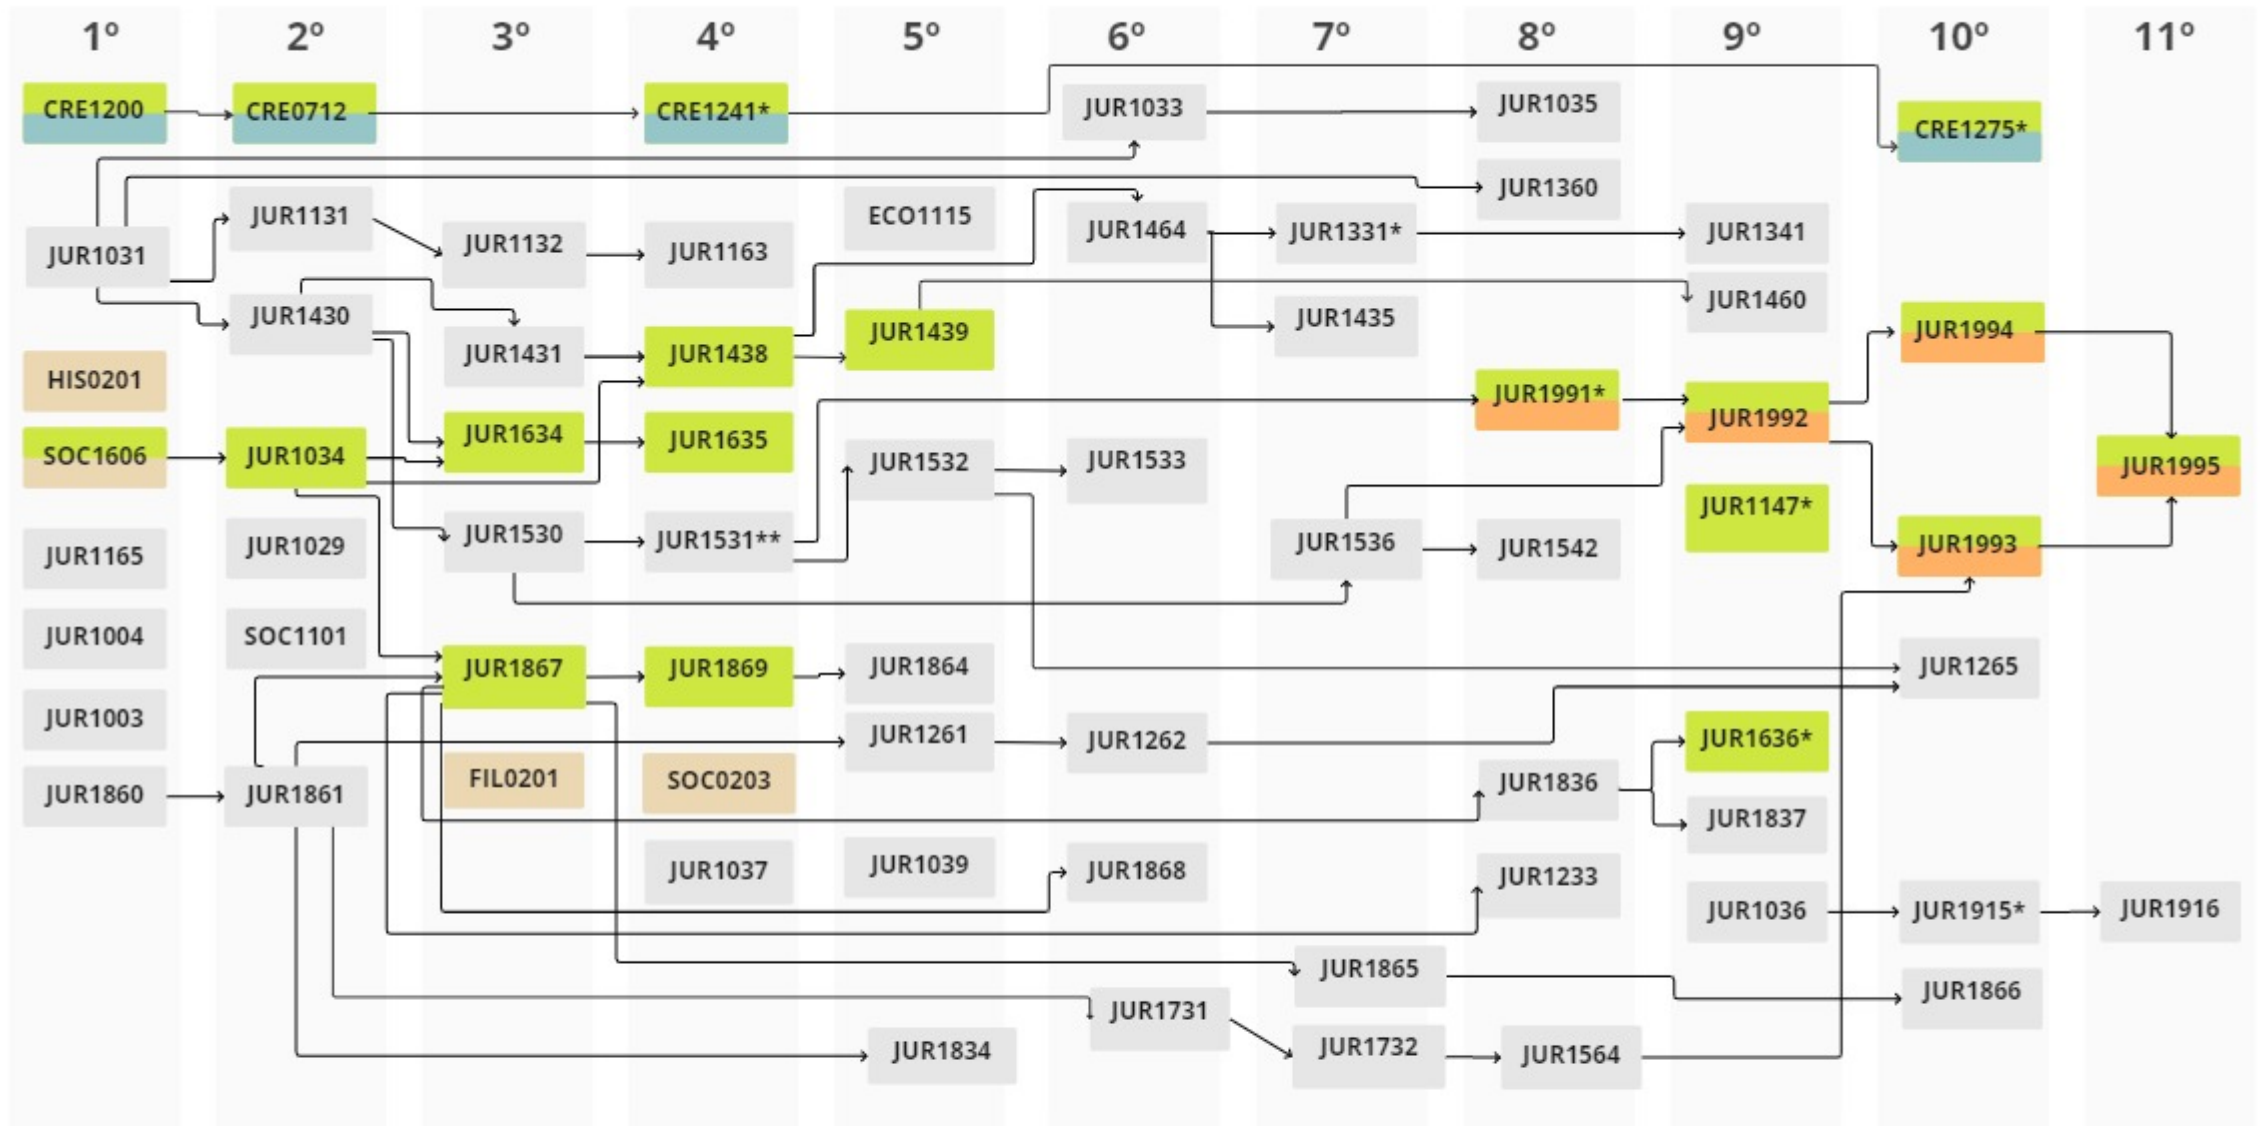 1º 2º 3º 4º 5º 6º 7º 8º 9º 10º 11º
CRE1200 CRE0712 CRE1241* JUR1033 JUR1035 CRE1275*
JUR1360
JUR1031 JUR1131 JUR1132 JUR1163 ECO1115 JUR1464 JUR1331* JUR1341
JUR1430 JUR1435 JUR1460
HIS0201 JUR1431 JUR1438 JUR1439 JUR1994
JUR1991* JUR1992
SOC1606 JUR1034 JUR1634 JUR1635 JUR1532 JUR1533 JUR1995
JUR1147*
JUR1165 JUR1029 JUR1530 JUR1531** JUR1536 JUR1542 JUR1993
JUR1004 SOC1101 JUR1867 JUR1869 JUR1864 JUR1265
JUR1003 JUR1261 JUR1262 JUR1636*
JUR1860 JUR1861 FIL0201 SOC0203 JUR1836 JUR1837
JUR1037 JUR1039 JUR1868 JUR1233
JUR1036 JUR1915* JUR1916
JUR1865 JUR1866
JUR1731
JUR1834 JUR1732 JUR1564